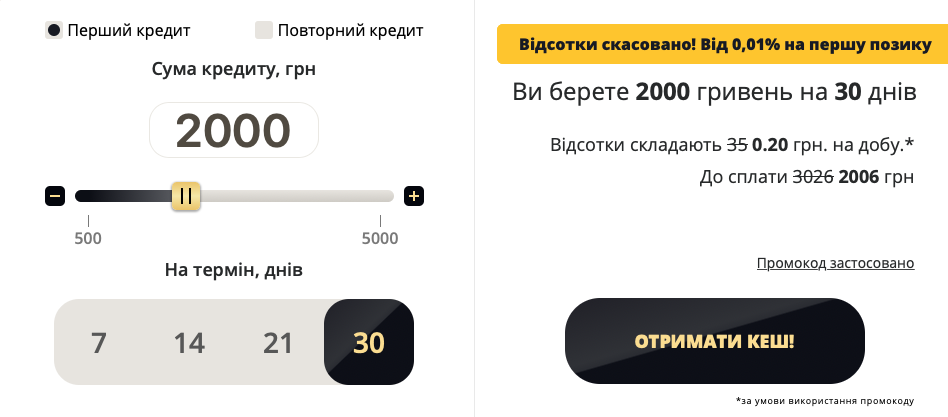 Перший кредит
Повторний кредит
Сума кредиту, грн
2000
500
5000
На термін, днів
7 14 21 30
Відсотки скасовано! Від 0,01% на першу позику
Ви берете 2000 гривень на 30 днів
Відсотки складають 35 0.20 грн. на добу.*
До сплати 3026 2006 грн
Промокод застосовано
ОТРИМАТИ КЕШ!
*за умови використання промокоду